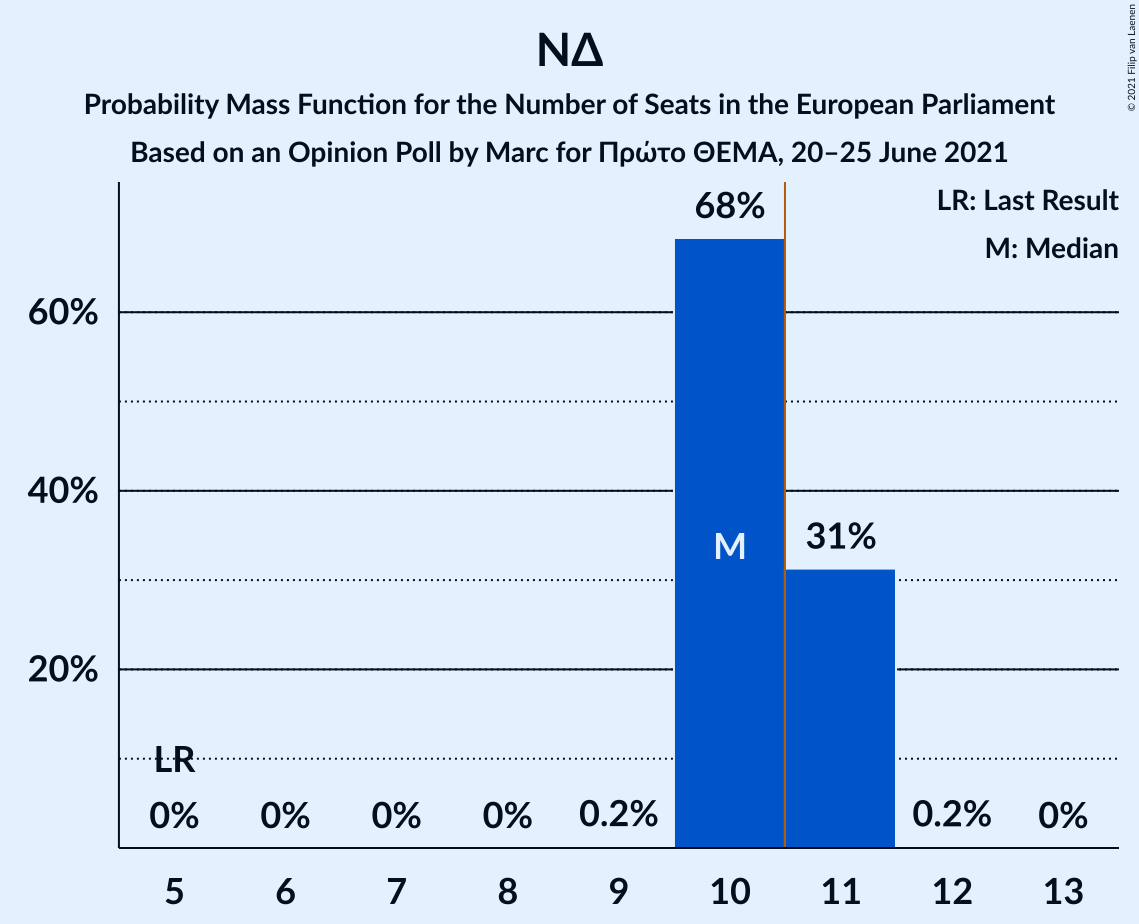 ΝΔ
Probability Mass Function for the Number of Seats in the European Parliament
Based on an Opinion Poll by Marc for Πρώτο ΘΕΜΑ, 20–25 June 2021
© 2021 Filip van Laenen
LR: Last Result
M: Median
68%
60%
40%
M
31%
20%
LR
0% 0% 0% 0% 0.2% 0.2% 0%
5 6 7 8 9 10 11 12 13